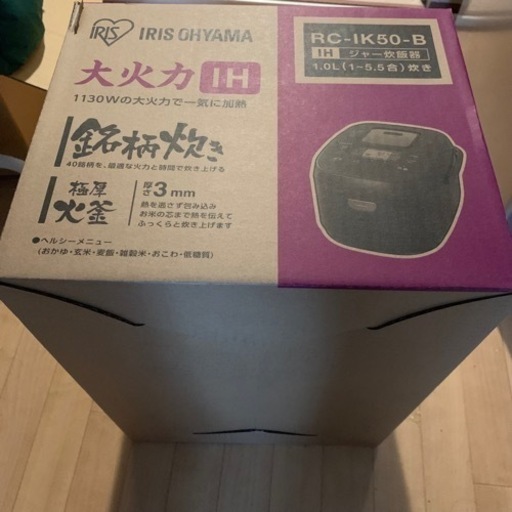 IRIS IRIS OHYAMA
RC-IK50-B
IH ジャー炊飯器
1.0L(1~5.5合)炊き
大火力 IH
1130Wの大火力で一気に加熱
銘柄炊き
40銘柄を、最適な火力と時間で炊き上げる
極厚火釜
厚さ3mm
熱を逃さず包み込み
お米の芯まで熱を伝えて
ふっくらと炊き上げます
●ヘルシーメニュー
(おかゆ・玄米・麦飯・雑穀米・おこわ・低糖質)